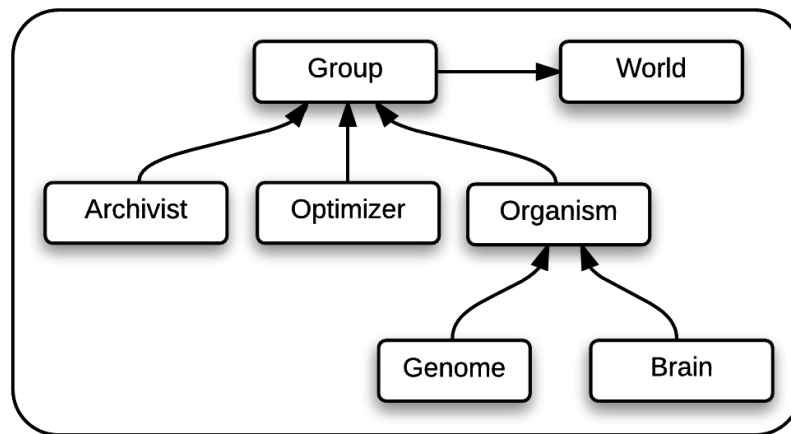 Group
World
Archivist
Optimizer
Organism
Genome
Brain